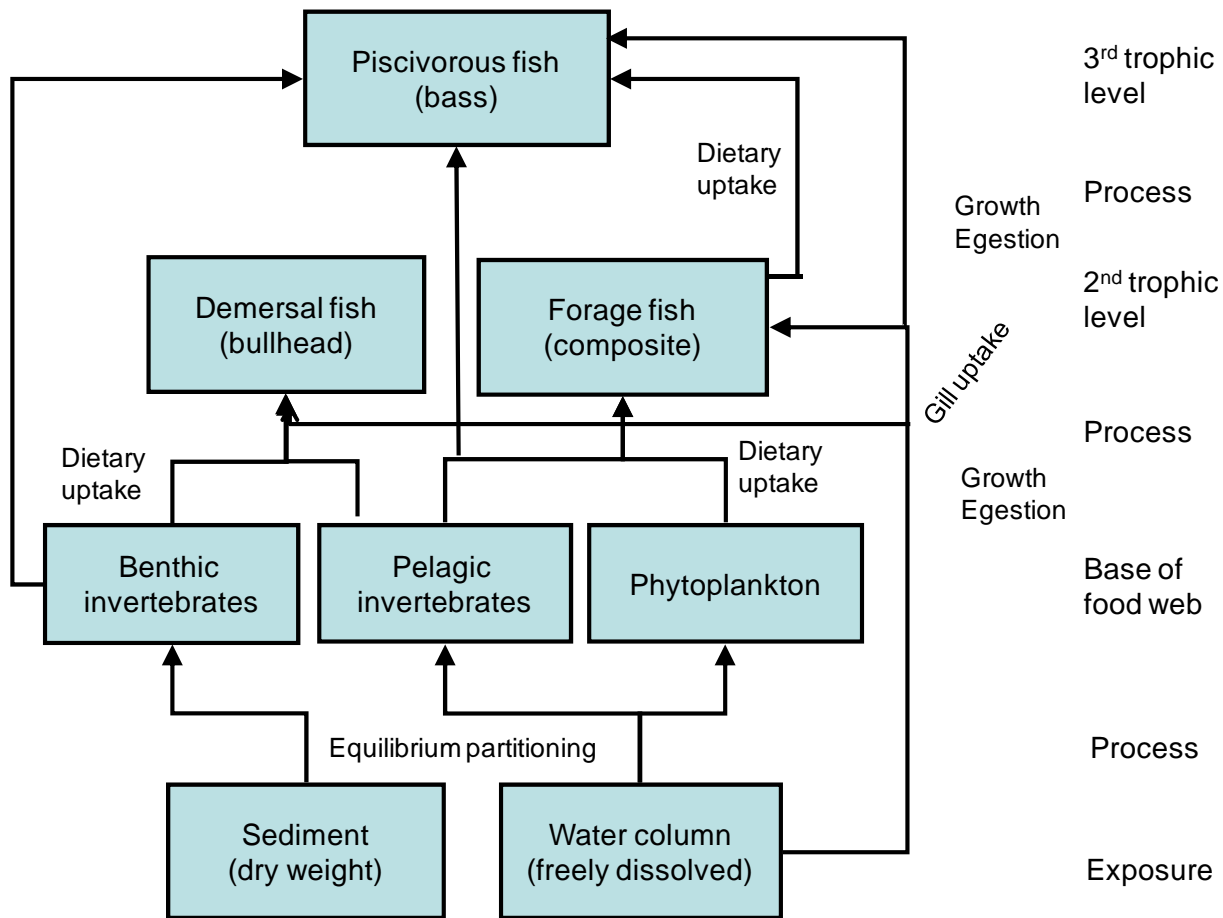 Piscivorous fish
(bass)
3rd trophic
level
Dietary
uptake
Process
Growth
Egestion
Demersal fish
(bullhead)
Forage fish
(composite)
2nd trophic
level
Gill uptake
Process
Dietary
uptake
Dietary
uptake
Growth
Egestion
Benthic
invertebrates
Pelagic
invertebrates
Phytoplankton
Base of
food web
Equilibrium partitioning
Process
Sediment
(dry weight)
Water column
(freely dissolved)
Exposure